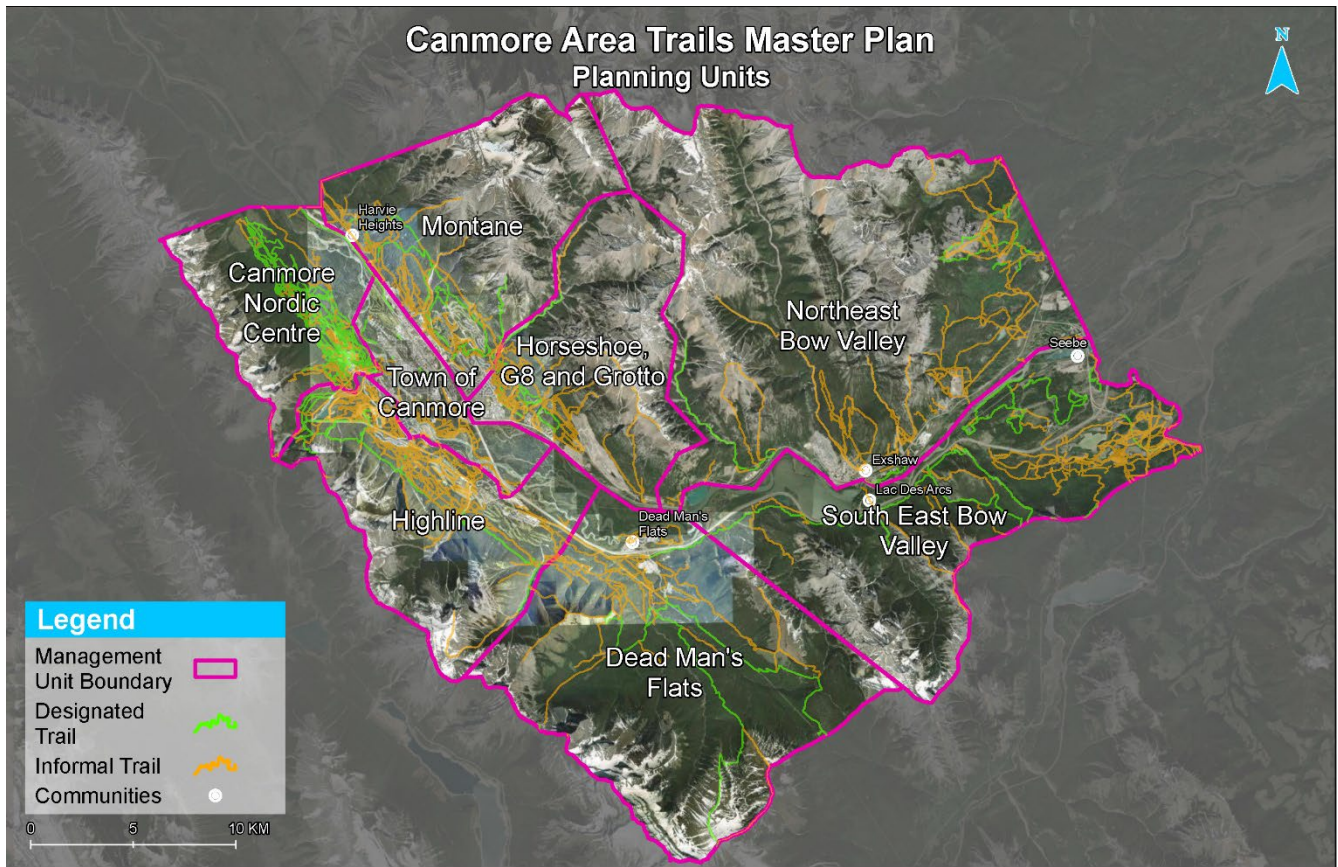 Canmore Area Trails Master Plan
Planning Units
N
Harvie
Heights
Montane
Canmore
Nordic
Centre
Northeast
Bow Valley
Seebe
Horseshoe,
G8 and Grotto
Town of
Canmore
Exshaw
Lac Des Arcs
South East Bow
Valley
Highline
Dead Man's
Flats
Dead Man's
Flats
Legend
Management
Unit Boundary
Designated
Trail
Informal Trail
Communities
0 5 10 KM